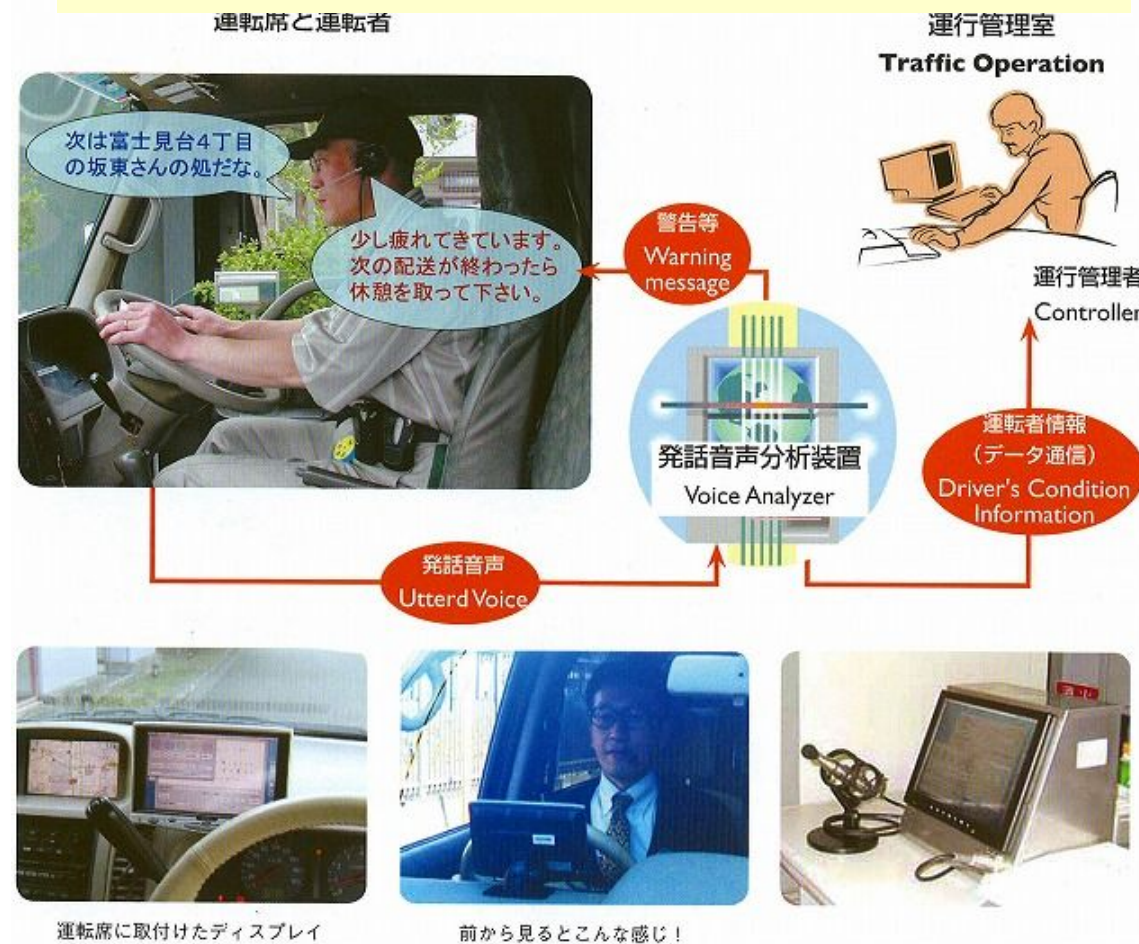 運転席と運転者
運行管理室
Traffic Operation
次は富士見台4丁目
の坂東さんの処だな。
少し疲れてきています。
次の配送が終わったら
休憩を取って下さい。
警告等
Warning
message
運行管理者
Controller
発話音声分析装置
Voice Analyzer
運転者情報
（データ通信）
Driver's Condition
Information
発話音声
Utterd Voice
運転席に取付けたディスプレイ
前から見るとこんな感じ！